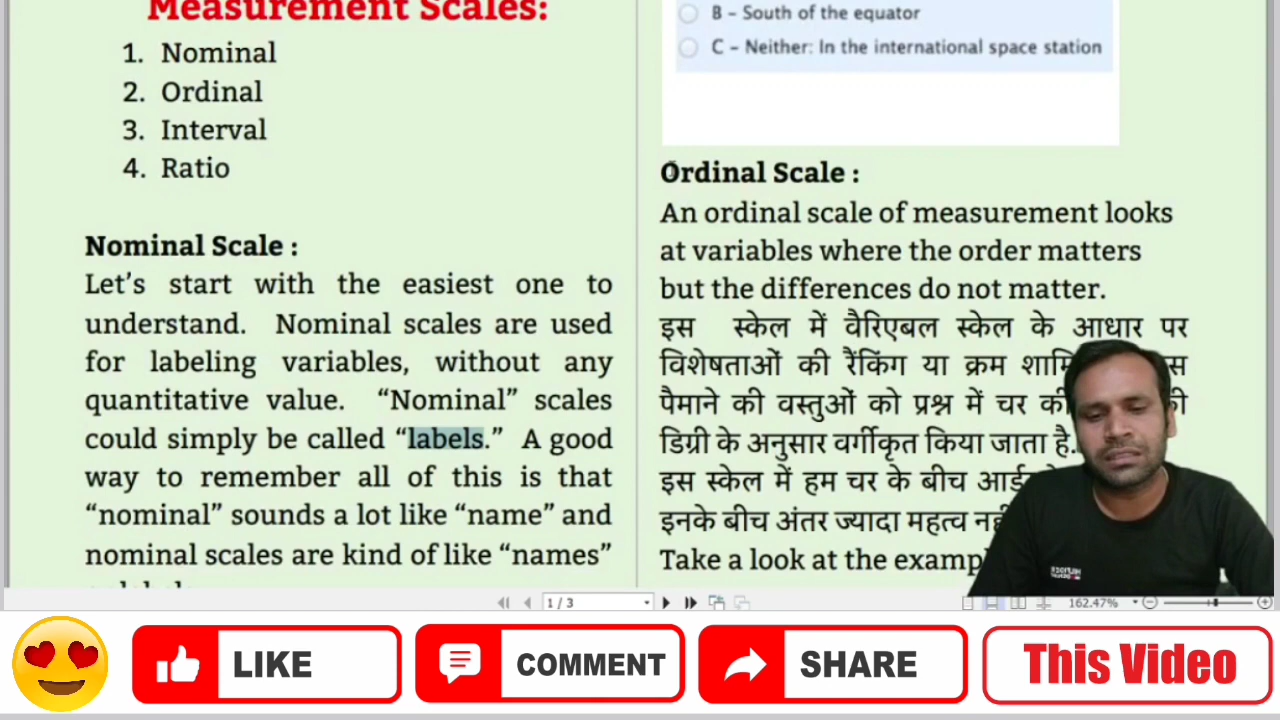 Measurement Scales:
1. Nominal
2. Ordinal
3. Interval
4. Ratio
Nominal Scale :
Let's start with the easiest one to
understand. Nominal scales are used
for labeling variables, without any
quantitative value. “Nominal” scales
could simply be called “labels.” A good
way to remember all of this is that
“nominal” sounds a lot like “name” and
nominal scales are kind of like “names”
B – South of the equator
C – Neither: In the international space station
Ordinal Scale :
An ordinal scale of measurement looks
at variables where the order matters
but the differences do not matter.
इस स्केल में वैरिएबल स्केल के आधार पर
विशेषताओं की रैंकिंग या क्रम
पैमाने की वस्तुओं को प्रश्न में चर
डिग्री के अनुसार वर्गीकृत किया जाता है.
इस स्केल में हम चर के बीच
इनके बीच अंतर ज्यादा महत्व
Take a look at the
1 / 3
162.47%
LIKE
COMMENT
SHARE
This Video